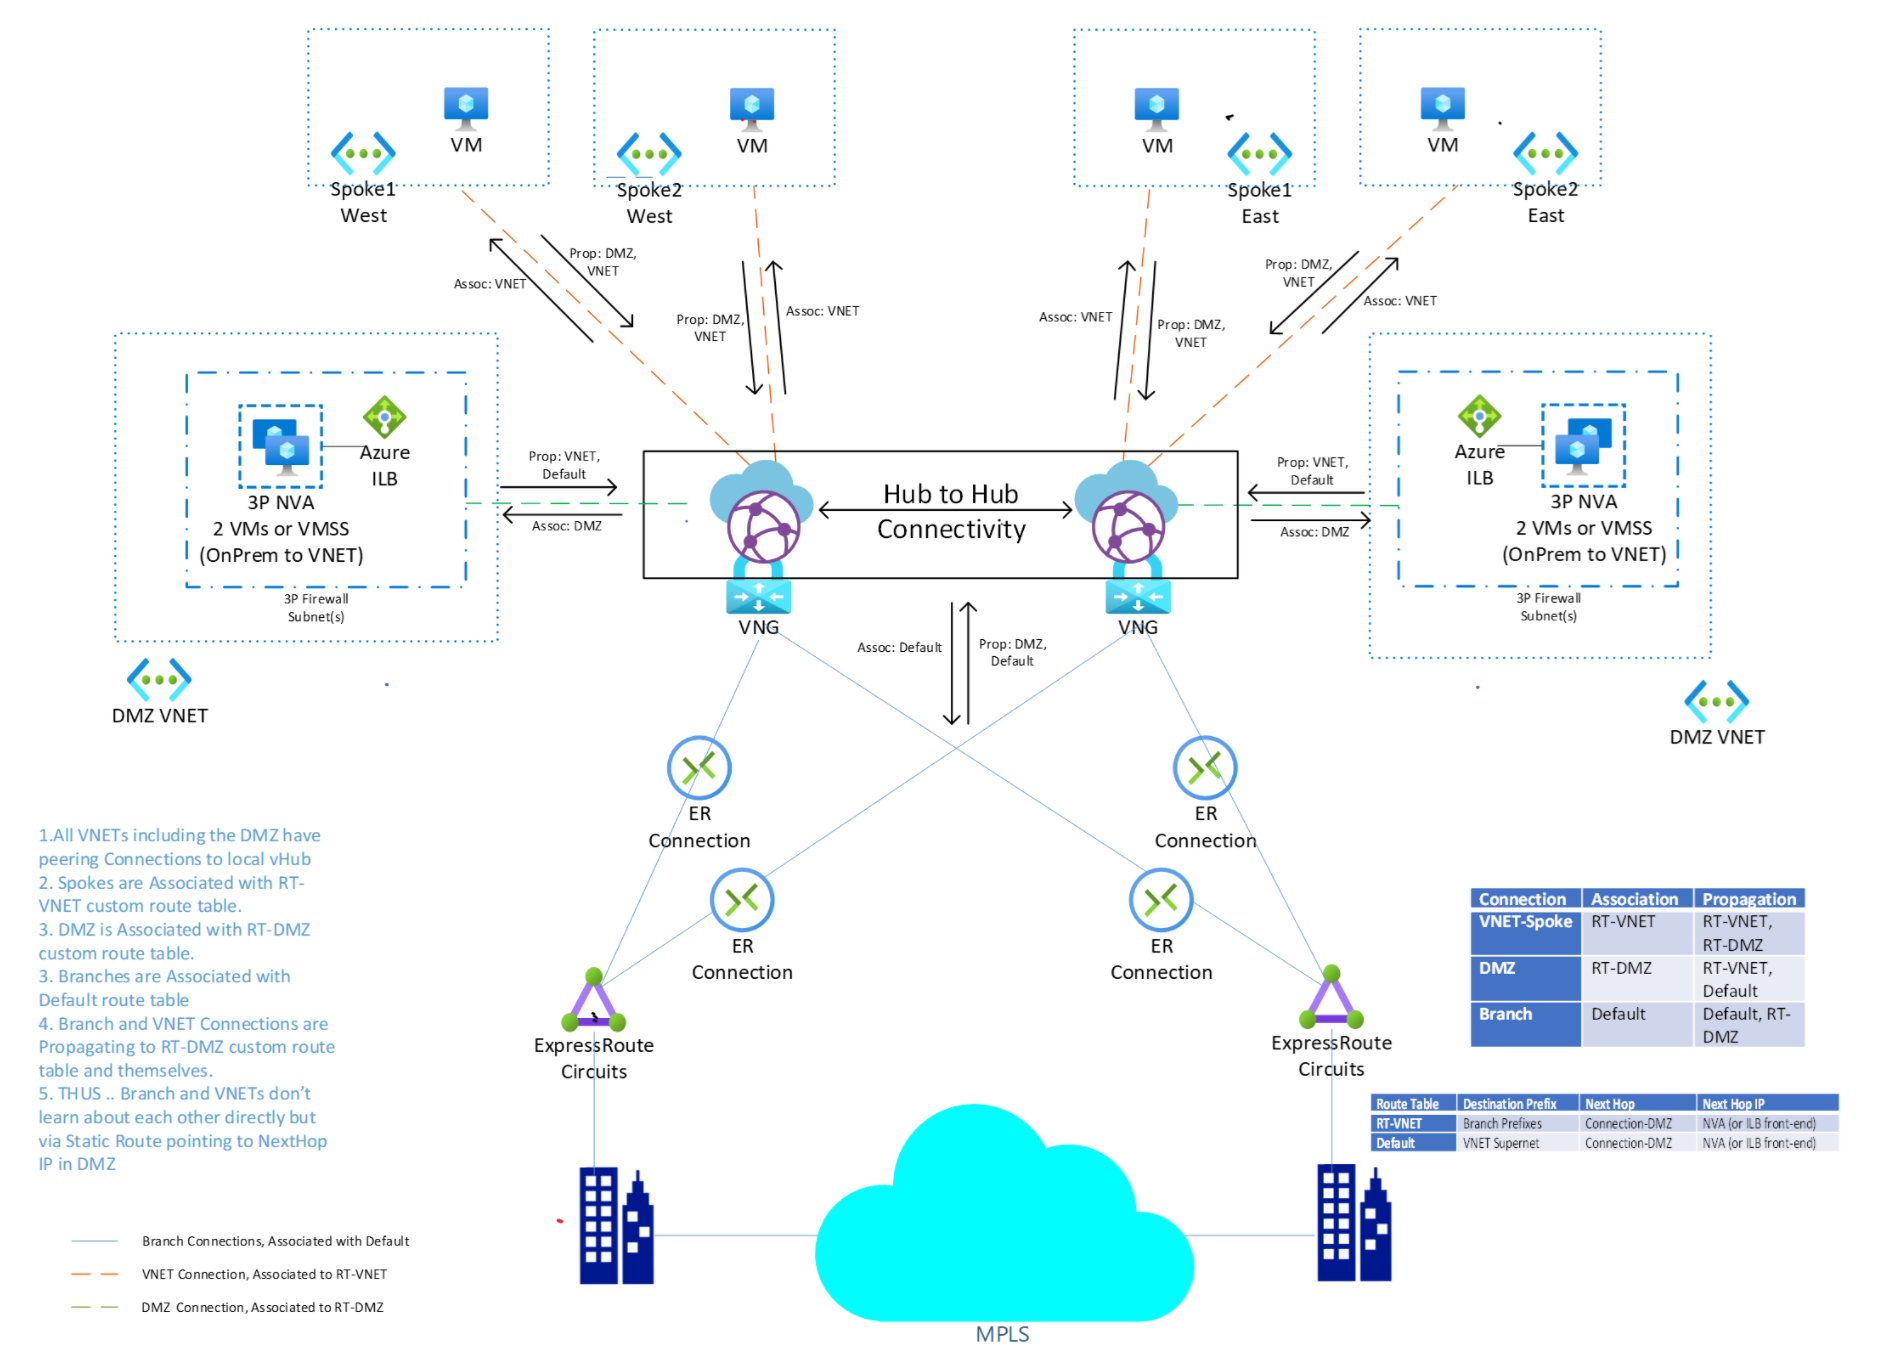 VM
Spoke1
West
VM
Spoke2
West
VM
Spoke1
East
VM
Spoke2
East
Prop: DMZ,
VNET
Assoc: VNET
Prop: DMZ,
VNET
Assoc: VNET
Assoc: VNET
Prop: DMZ,
VNET
Prop: DMZ,
VNET
Assoc: VNET
Azure
ILB
3P NVA
2 VMs or VMSS
(OnPrem to VNET)
3P Firewall
Subnet(s)
DMZ VNET
Prop: VNET,
Default
Assoc: DMZ
Hub to Hub
Connectivity
Prop: VNET,
Default
Assoc: DMZ
Azure
ILB
3P NVA
2 VMs or VMSS
(OnPrem to VNET)
3P Firewall
Subnet(s)
DMZ VNET
VNG
VNG
Assoc: Default
Prop: DMZ,
Default
ER
Connection
ER
Connection
ER
Connection
ER
Connection
ExpressRoute
Circuits
ExpressRoute
Circuits
1.All VNETs including the DMZ have
peering Connections to local vHub
2. Spokes are Associated with RT-
VNET custom route table.
3. DMZ is Associated with RT-DMZ
custom route table.
3. Branches are Associated with
Default route table
4. Branch and VNET Connections are
Propagating to RT-DMZ custom route
table and themselves.
5. THUS .. Branch and VNETs don't
learn about each other directly but
via Static Route pointing to NextHop
IP in DMZ
Connection Association Propagation
VNET-Spoke RT-VNET RT-VNET,
RT-DMZ
DMZ RT-DMZ RT-VNET,
Default
Branch Default Default, RT-
DMZ
Route Table Destination Prefix Next Hop Next Hop IP
RT-VNET Branch Prefixes Connection-DMZ NVA (or ILB front-end)
Default VNET Supernet Connection-DMZ NVA (or ILB front-end)
Branch Connections, Associated with Default
VNET Connection, Associated to RT-VNET
DMZ Connection, Associated to RT-DMZ
MPLS